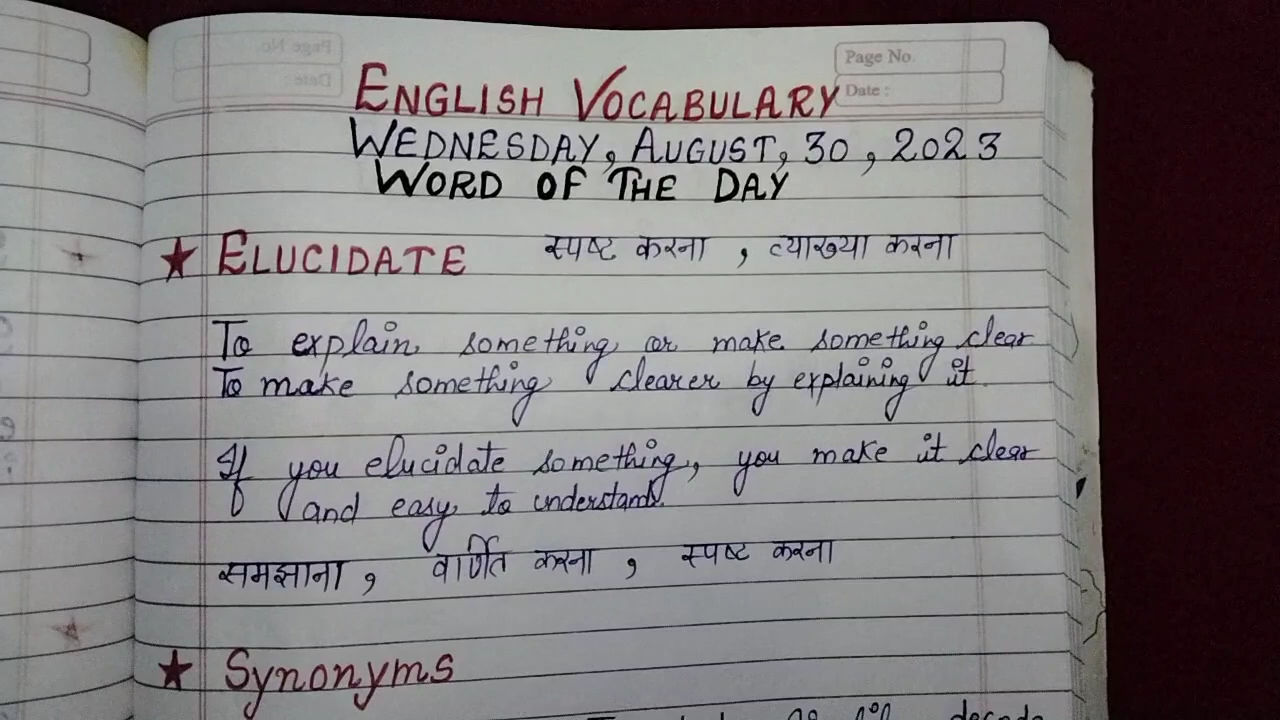 Page No.
Date :
ENGLISH VOCABULARY
WEDNESDAY, AUGUST, 30, 2023
WORD OF THE DAY
★ ELUCIDATE स्पष्ट करना, व्याख्या करना
To explain something or make something clear
To make something clearer by explaining it.
If you elucidate something, you make it clear
and easy to understand.
समझाना, वर्णित करना, स्पष्ट करना
★ Synonyms